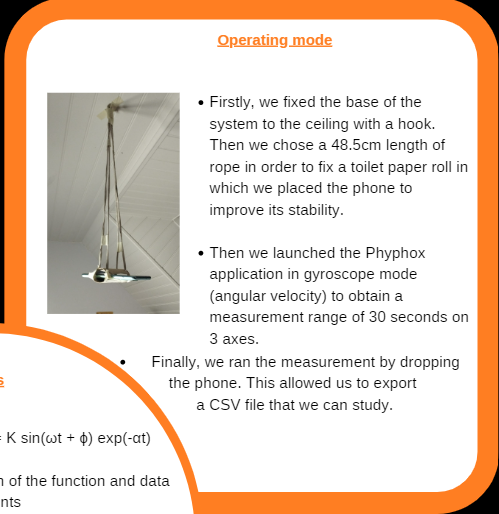 Operating mode
• Firstly, we fixed the base of the
system to the ceiling with a hook.
Then we chose a 48.5cm length of
rope in order to fix a toilet paper roll in
which we placed the phone to
improve its stability.
• Then we launched the Phyphox
application in gyroscope mode
(angular velocity) to obtain a
measurement range of 30 seconds on
3 axes.
• Finally, we ran the measurement by dropping
the phone. This allowed us to export
a CSV file that we can study.
s
= K sin(ωt + ϕ) exp(-αt)
n of the function and data
nts